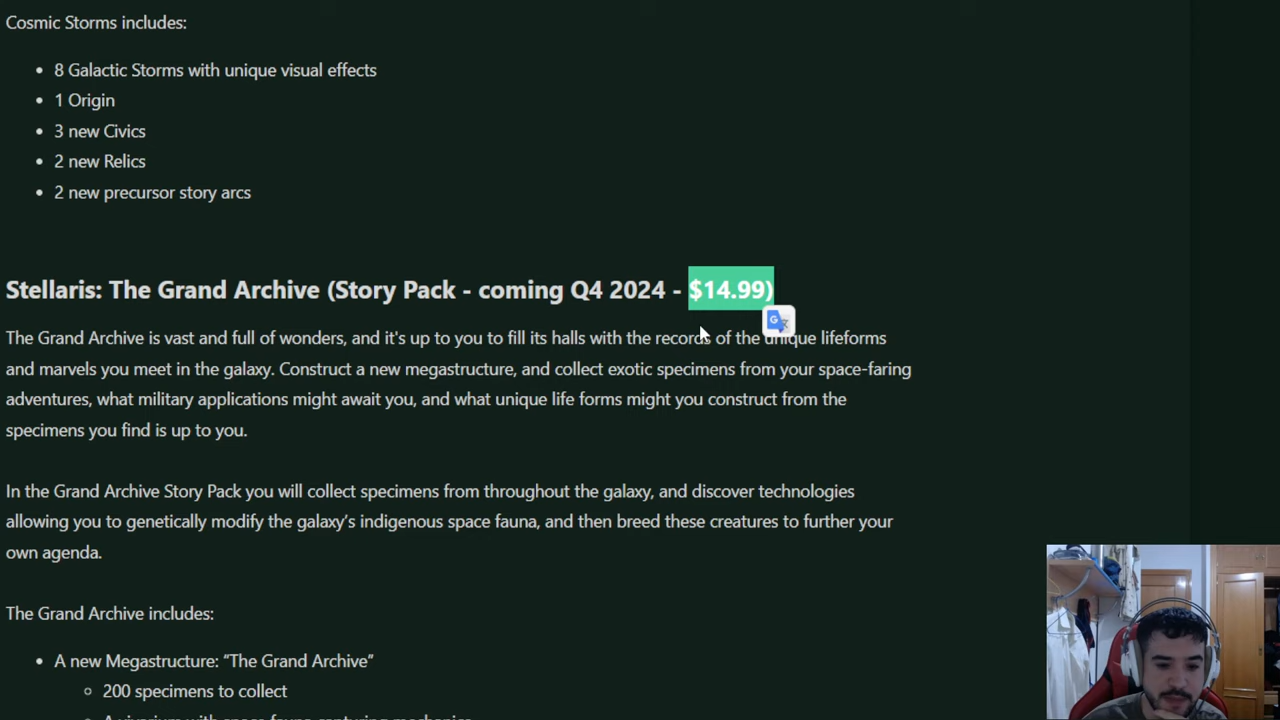 Cosmic Storms includes:
• 8 Galactic Storms with unique visual effects
• 1 Origin
• 3 new Civics
• 2 new Relics
• 2 new precursor story arcs
Stellaris: The Grand Archive (Story Pack - coming Q4 2024 - $14.99)
The Grand Archive is vast and full of wonders, and it's up to you to fill its halls with the records of the unique lifeforms
and marvels you meet in the galaxy. Construct a new megastructure, and collect exotic specimens from your space-faring
adventures, what military applications might await you, and what unique life forms might you construct from the
specimens you find is up to you.
In the Grand Archive Story Pack you will collect specimens from throughout the galaxy, and discover technologies
allowing you to genetically modify the galaxy’s indigenous space fauna, and then breed these creatures to further your
own agenda.
The Grand Archive includes:
• A new Megastructure: “The Grand Archive”
○ 200 specimens to collect
○ A vivarium with space fauna capturing mechanics